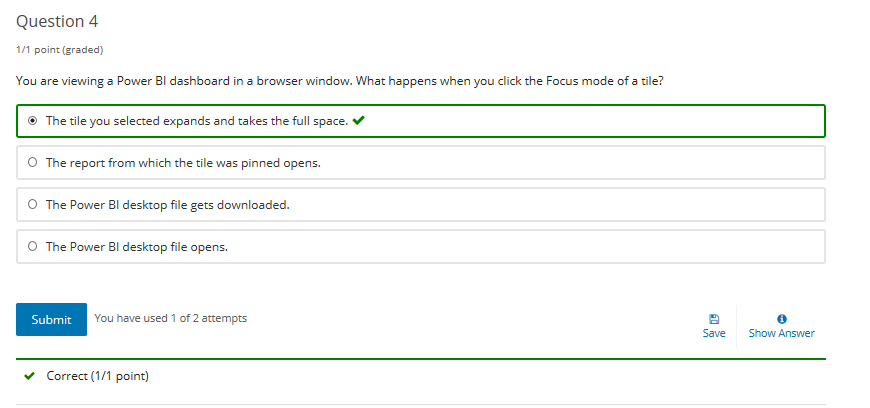 Question 4
1/1 point (graded)
You are viewing a Power BI dashboard in a browser window. What happens when you click the Focus mode of a tile?
The tile you selected expands and takes the full space.
The report from which the tile was pinned opens.
The Power BI desktop file gets downloaded.
The Power BI desktop file opens.
Submit You have used 1 of 2 attempts
Save Show Answer
Correct (1/1 point)